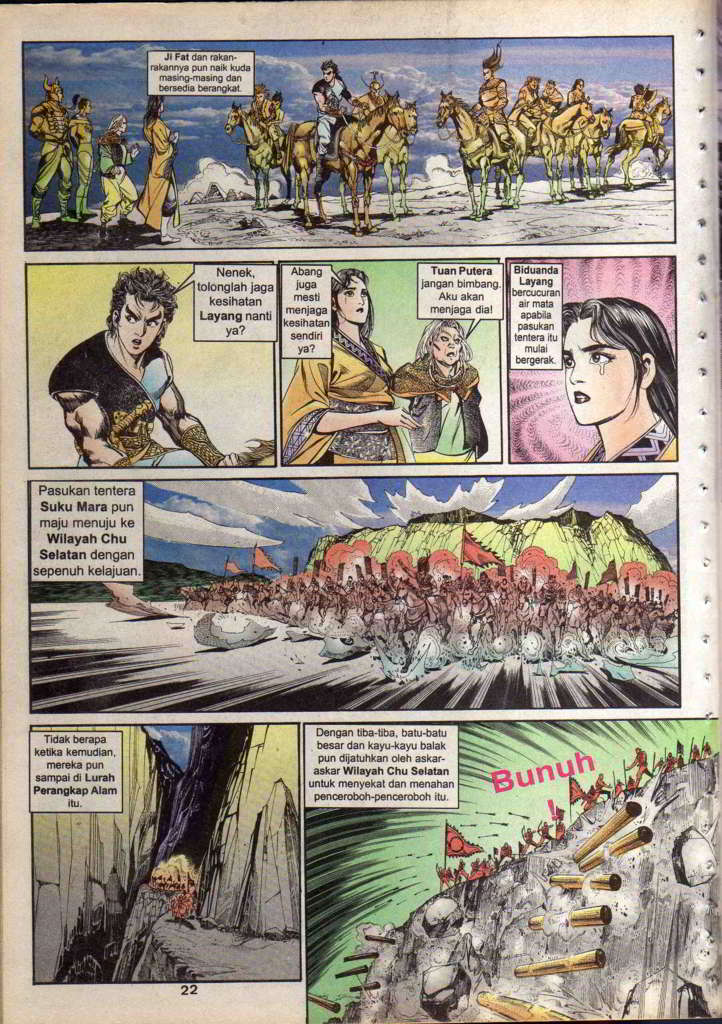 Ji Fat dan rakan-
rakannya pun naik kuda
masing-masing dan
bersedia berangkat.
Nenek,
tolonglah jaga
kesihatan
Layang nanti
ya?
Abang
juga
mesti
menjaga
kesihatan
sendiri
ya?
Tuan Putera
jangan bimbang.
Aku akan
menjaga dia!
Biduanda
Layang
bercucuran
air mata
apabila
pasukan
tentera itu
mulai
bergerak.
Pasukan tentera
Suku Mara pun
maju menuju ke
Wilayah Chu
Selatan dengan
sepenuh kelajuan.
Tidak berapa
ketika kemudian,
mereka pun
sampai di Lurah
Perangkap Alam
itu.
Dengan tiba-tiba, batu-batu
besar dan kayu-kayu balak
pun dijatuhkan oleh askar-
askar Wilayah Chu Selatan
untuk menyekat dan menahan
penceroboh-penceroboh itu.
Bunuh
!
22